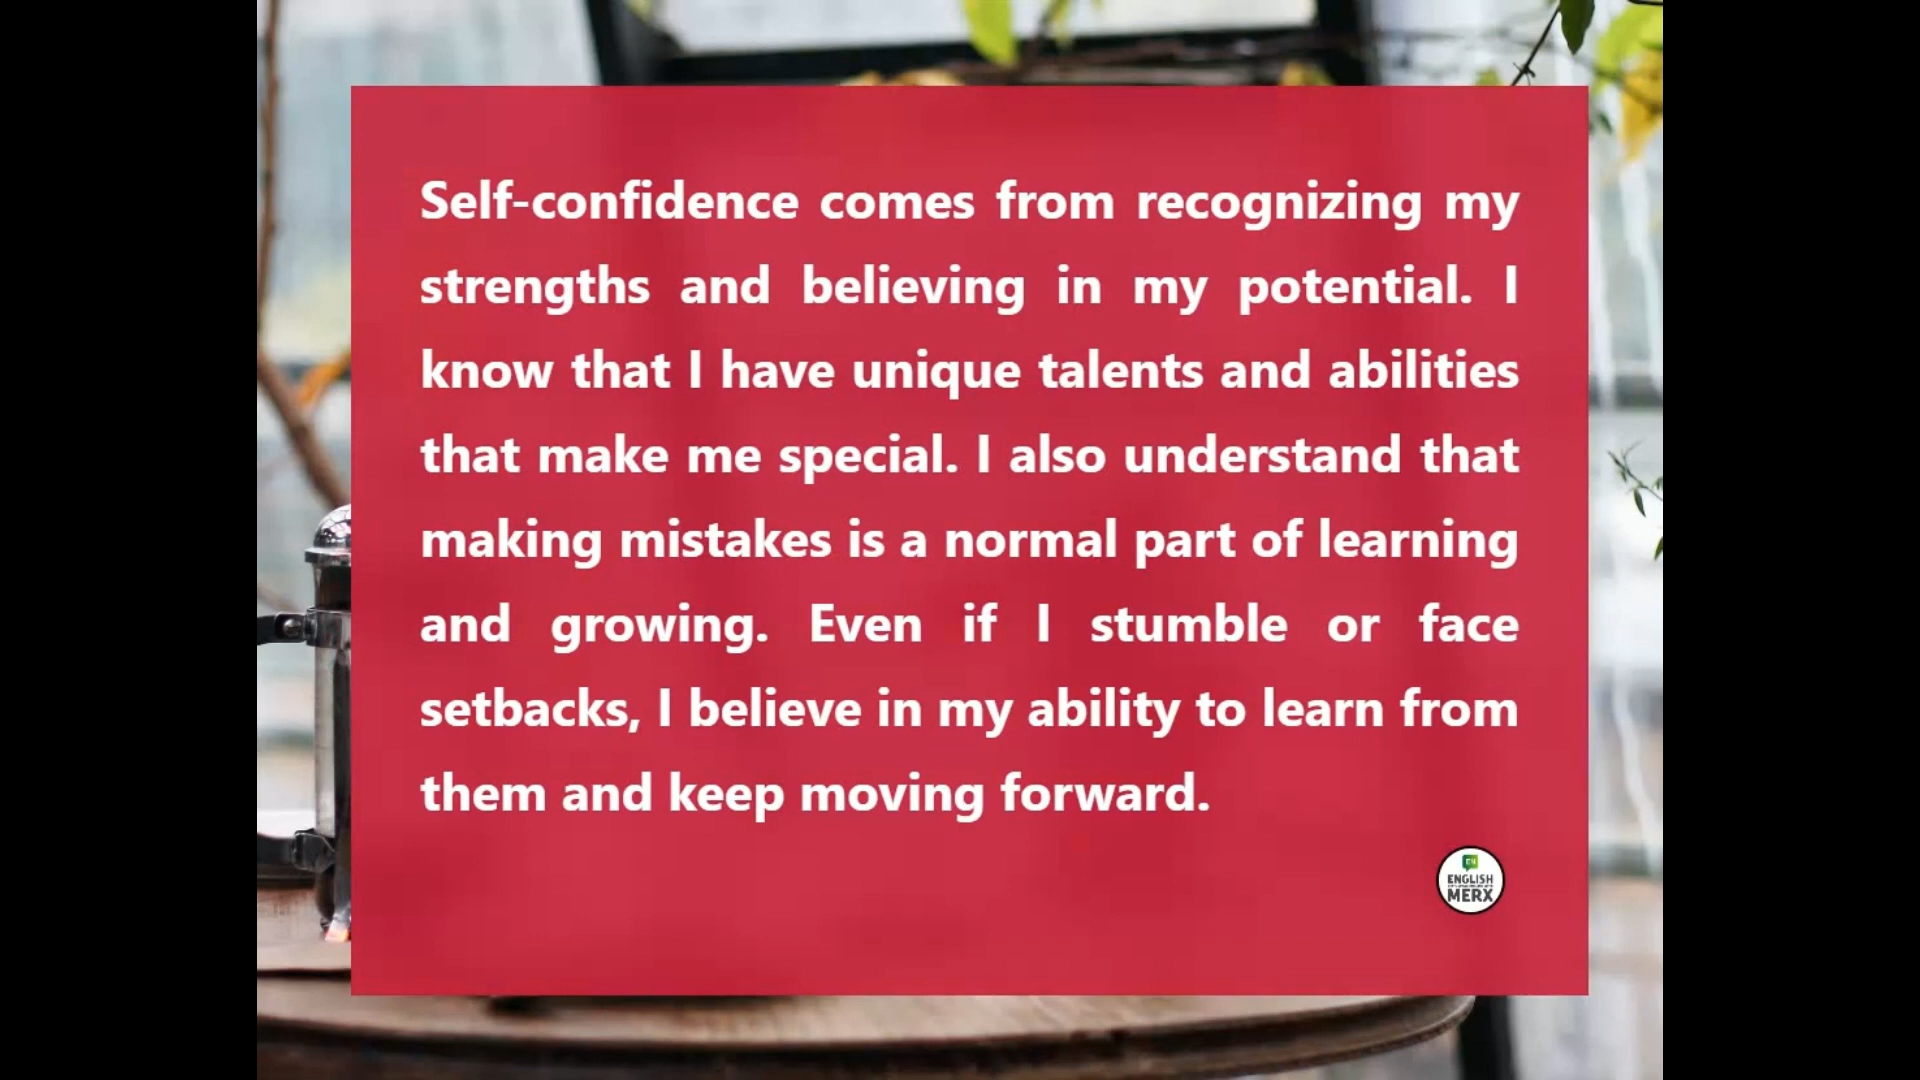 Self-confidence comes from recognizing my
strengths and believing in my potential. I
know that I have unique talents and abilities
that make me special. I also understand that
making mistakes is a normal part of learning
and growing. Even if I stumble or face
setbacks, I believe in my ability to learn from
them and keep moving forward.
EN
ENGLISH
MERX